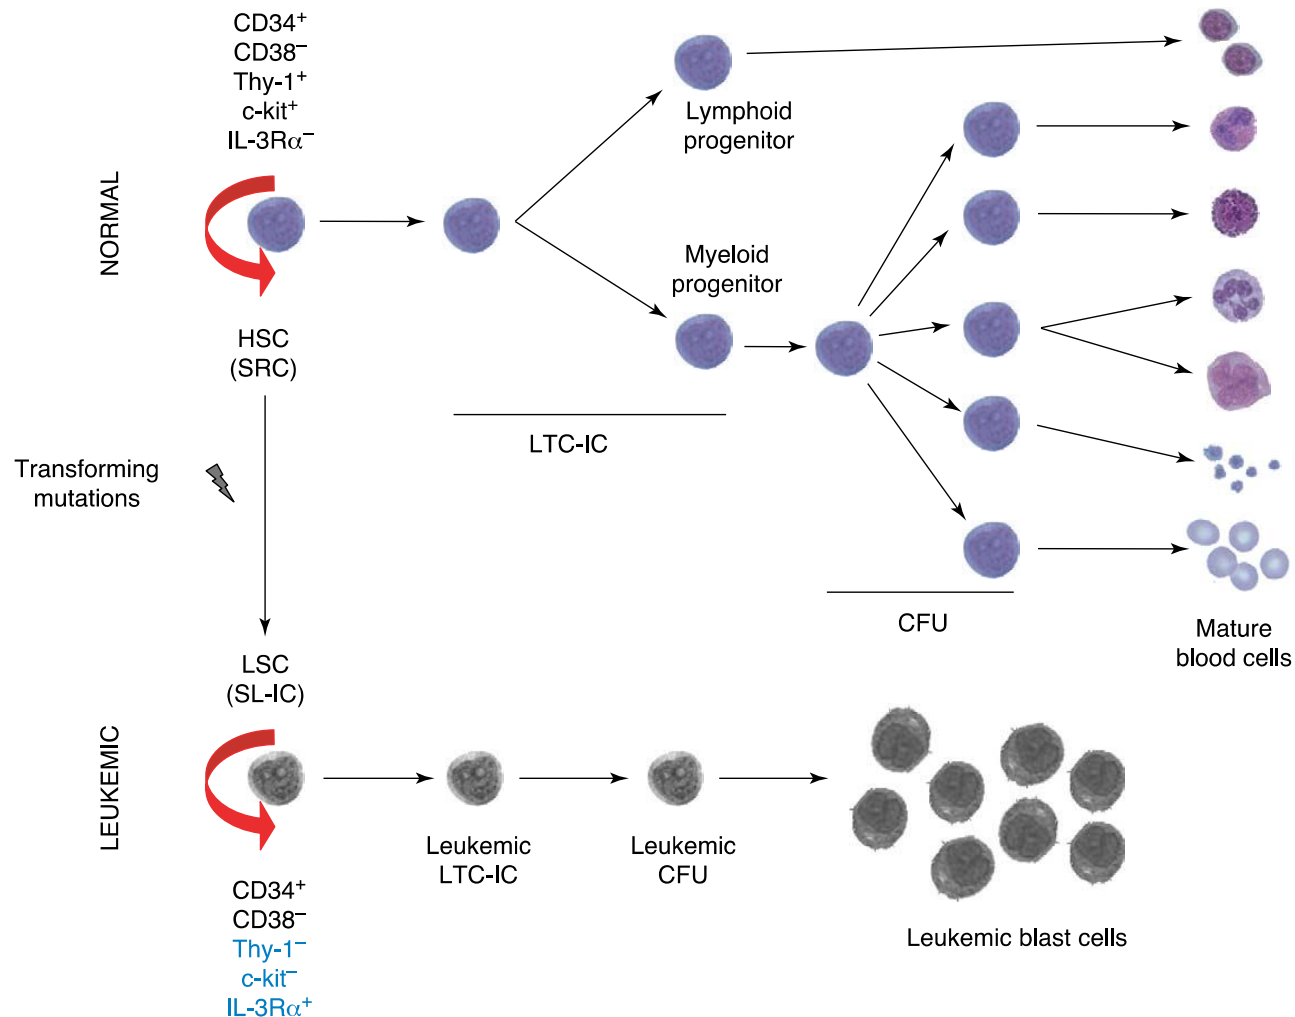 CD34⁺
CD38⁻
Thy-1⁺
c-kit⁺
IL-3Rα⁻
NORMAL
HSC
(SRC)
Lymphoid
progenitor
Myeloid
progenitor
LTC-IC
CFU
Mature
blood cells
Transforming
mutations
LSC
(SL-IC)
LEUKEMIC
Leukemic
LTC-IC
Leukemic
CFU
Leukemic blast cells
CD34⁺
CD38⁻
Thy-1⁻
c-kit⁻
IL-3Rα⁺